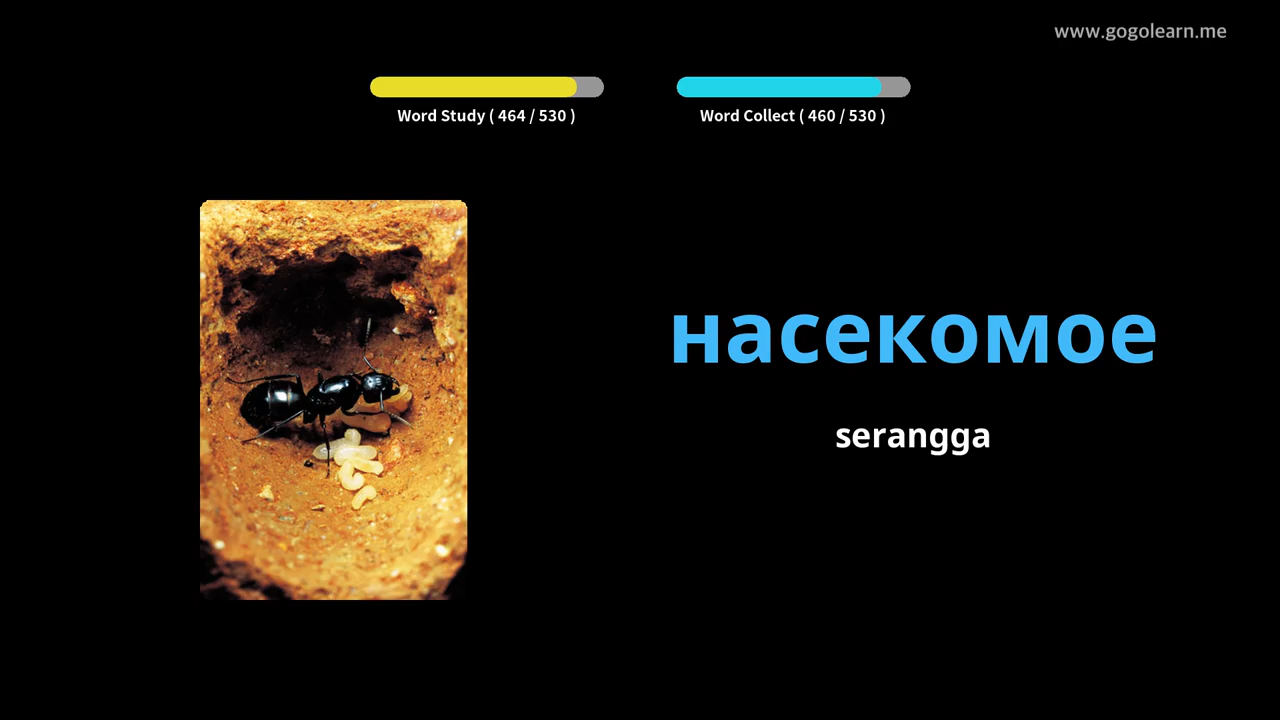 www.gogolearn.me
Word Study ( 464 / 530 )
Word Collect ( 460 / 530 )
насекомое
serangga